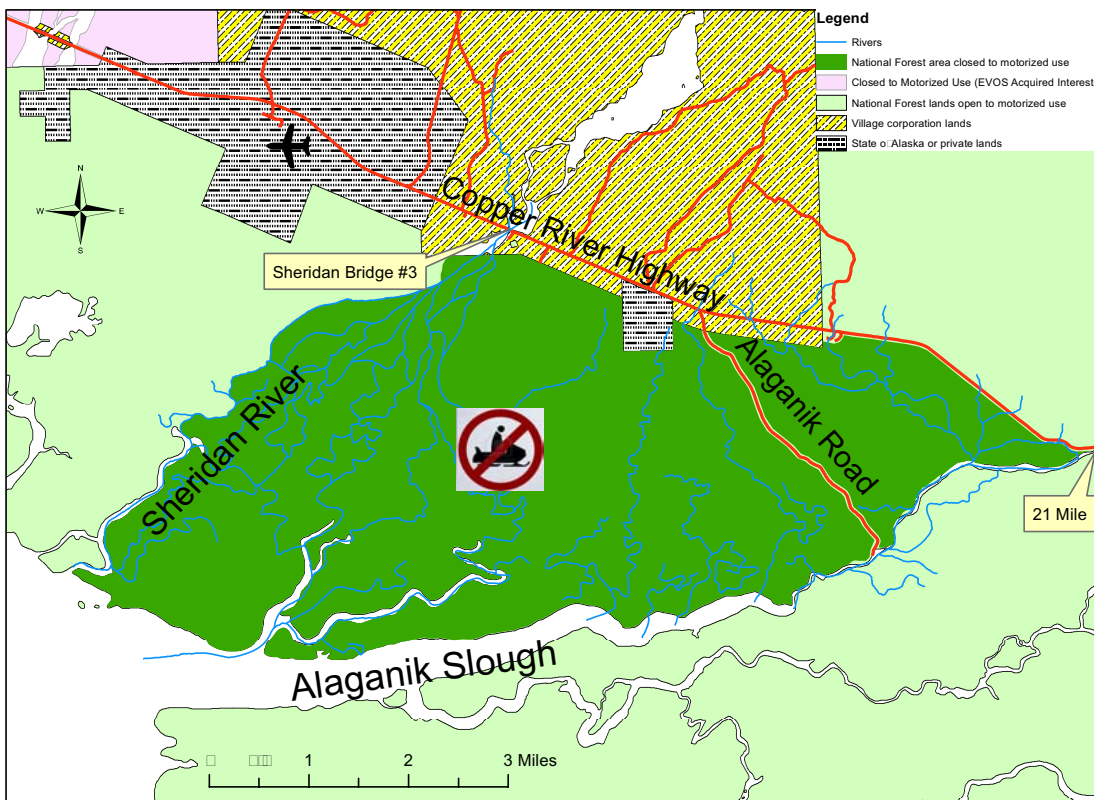 Legend
Rivers
National Forest area closed to motorized use
Closed to Motorized Use (EVOS Acquired Interest
National Forest lands open to motorized use
Village corporation lands
State o□Alaska or private lands
N
W E
S
Copper River Highway
Sheridan Bridge #3
Alaganik Road
Sheridan River
21 Mile
Alaganik Slough
1 2 3 Miles